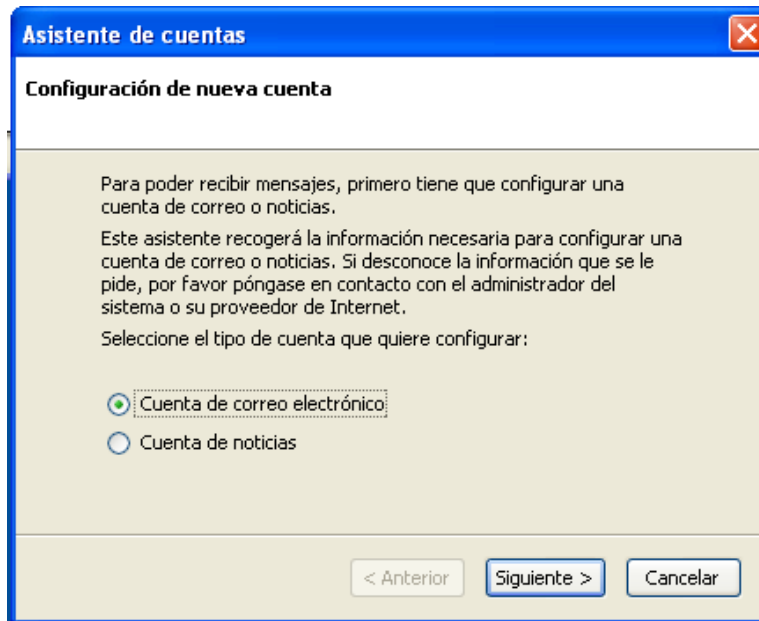 Asistente de cuentas
Configuración de nueva cuenta
Para poder recibir mensajes, primero tiene que configurar una
cuenta de correo o noticias.
Este asistente recogerá la información necesaria para configurar una
cuenta de correo o noticias. Si desconoce la información que se le
pide, por favor póngase en contacto con el administrador del
sistema o su proveedor de Internet.
Seleccione el tipo de cuenta que quiere configurar:
Cuenta de correo electrónico
Cuenta de noticias
< Anterior Siguiente > Cancelar